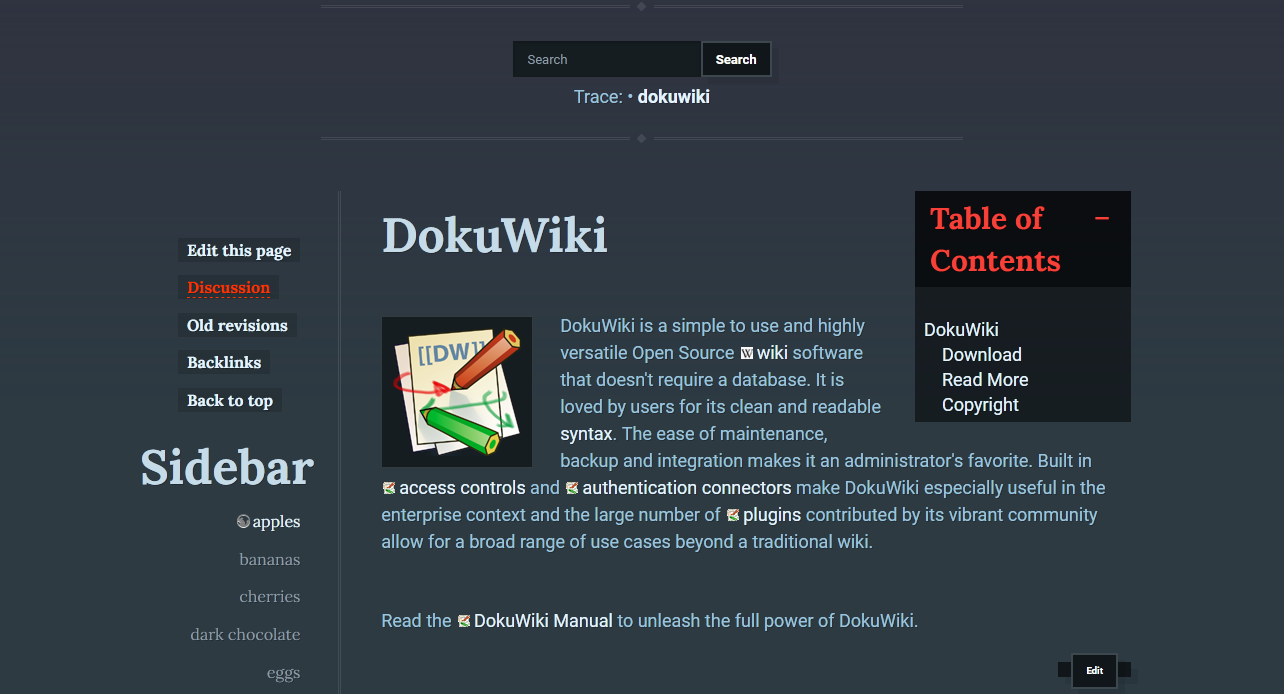 Search Search
Trace: • dokuwiki
Edit this page
Discussion
Old revisions
Backlinks
Back to top
Sidebar
apples
bananas
cherries
dark chocolate
eggs
DokuWiki
[[DW]]
DokuWiki is a simple to use and highly
versatile Open Source W wiki software
that doesn't require a database. It is
loved by users for its clean and readable
syntax. The ease of maintenance,
backup and integration makes it an administrator's favorite. Built in
access controls and authentication connectors make DokuWiki especially useful in the
enterprise context and the large number of plugins contributed by its vibrant community
allow for a broad range of use cases beyond a traditional wiki.
Read the DokuWiki Manual to unleash the full power of DokuWiki.
Edit
Table of
Contents
DokuWiki
Download
Read More
Copyright